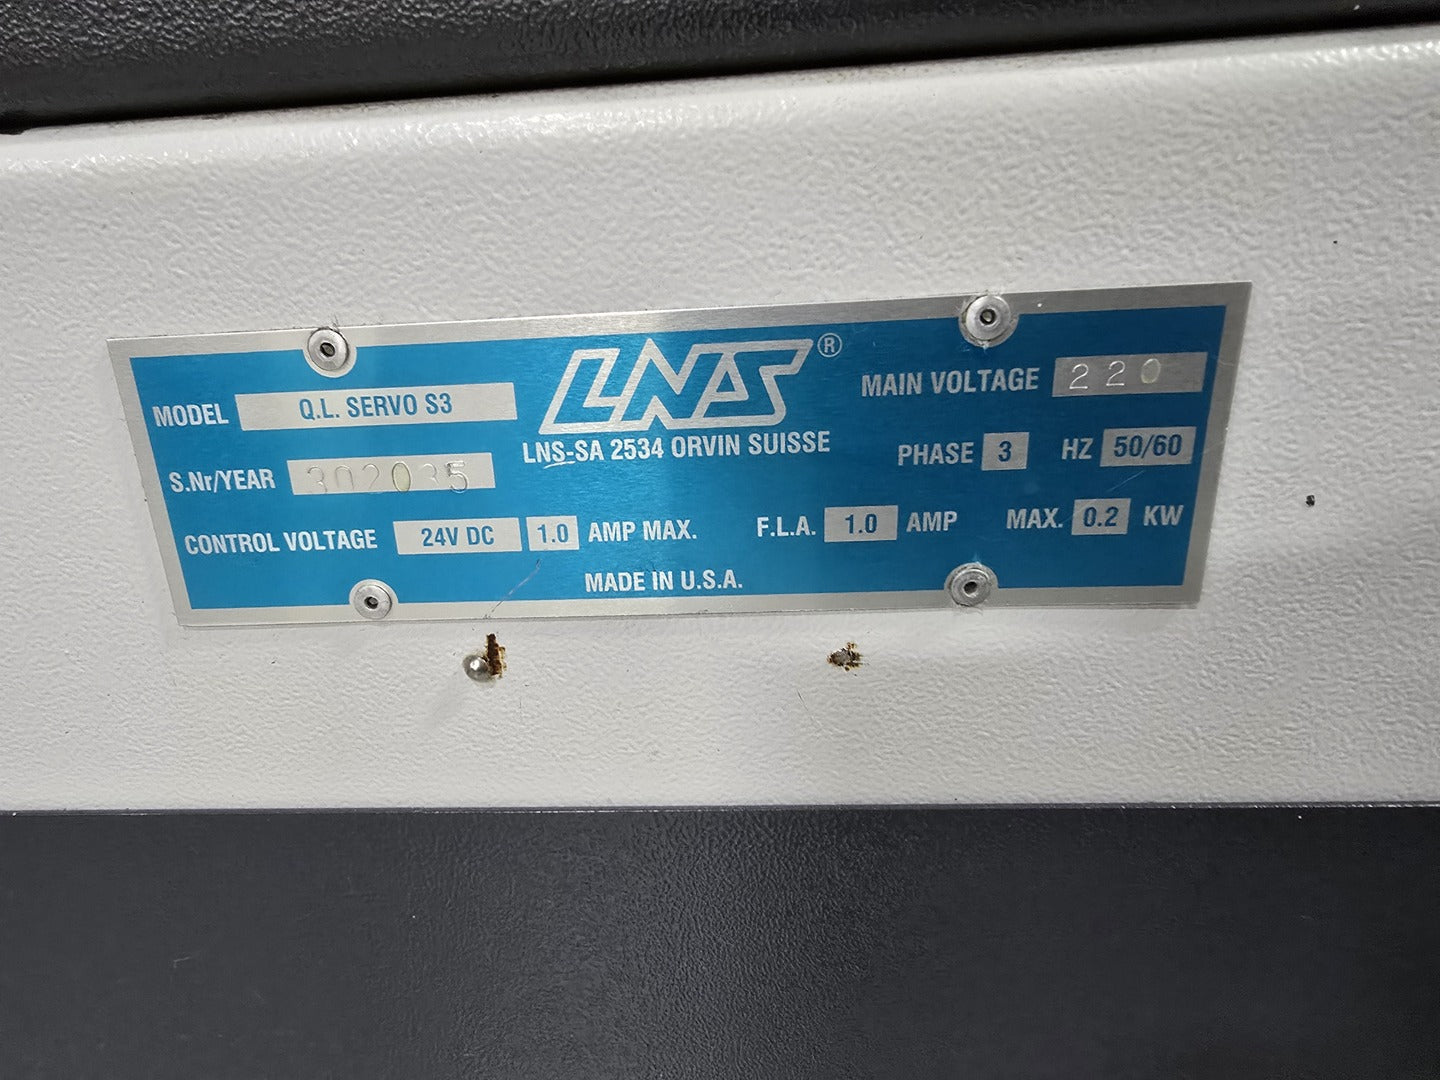 LNS®
LNS-SA 2534 ORVIN SUISSE
MODEL Q.L. SERVO S3
MAIN VOLTAGE 220
S.Nr/YEAR 302035
PHASE 3 HZ 50/60
CONTROL VOLTAGE 24V DC 1.0 AMP MAX.
F.L.A. 1.0 AMP MAX. 0.2 KW
MADE IN U.S.A.